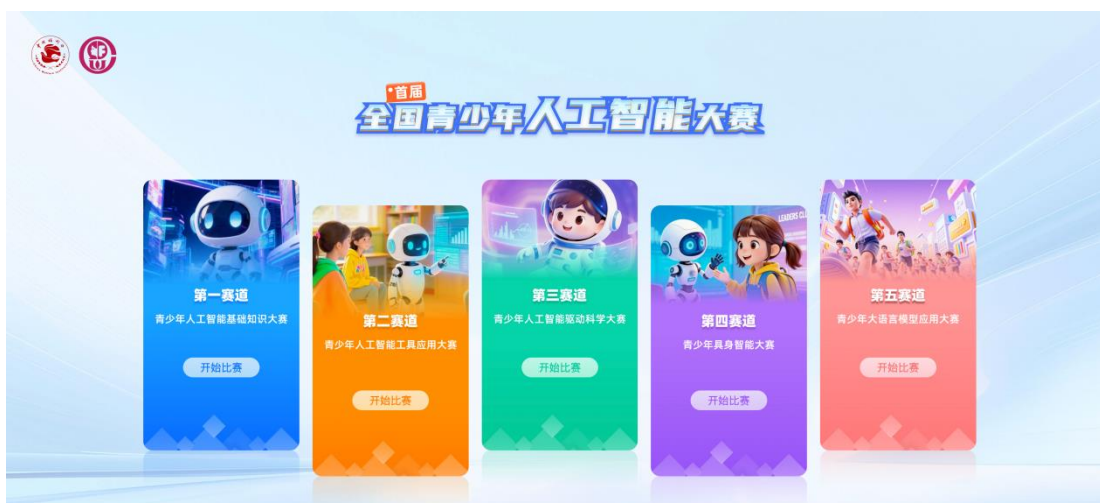 首届
全国青少年人工智能大赛
第一赛道
青少年人工智能基础知识大赛
开始比赛
第二赛道
青少年人工智能工具应用大赛
开始比赛
第三赛道
青少年人工智能驱动科学大赛
开始比赛
LEADERS CL
第四赛道
青少年具身智能大赛
开始比赛
第五赛道
青少年大语言模型应用大赛
开始比赛